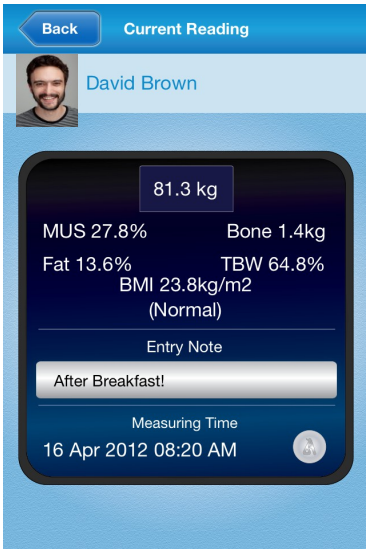 Back Current Reading
David Brown
81.3 kg
MUS 27.8% Bone 1.4kg
Fat 13.6% TBW 64.8%
BMI 23.8kg/m2
(Normal)
Entry Note
After Breakfast!
Measuring Time
16 Apr 2012 08:20 AM